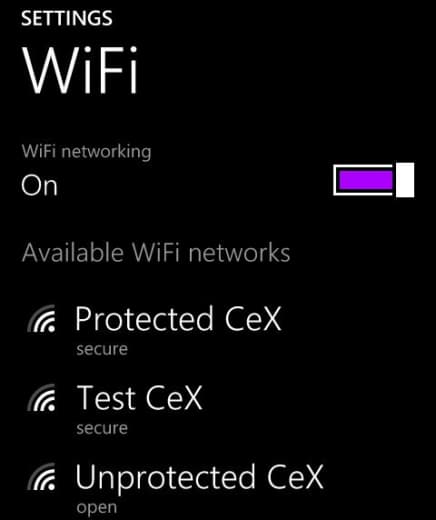 SETTINGS
WiFi
WiFi networking
On
Available WiFi networks
Protected CeX
secure
Test CeX
secure
Unprotected CeX
open